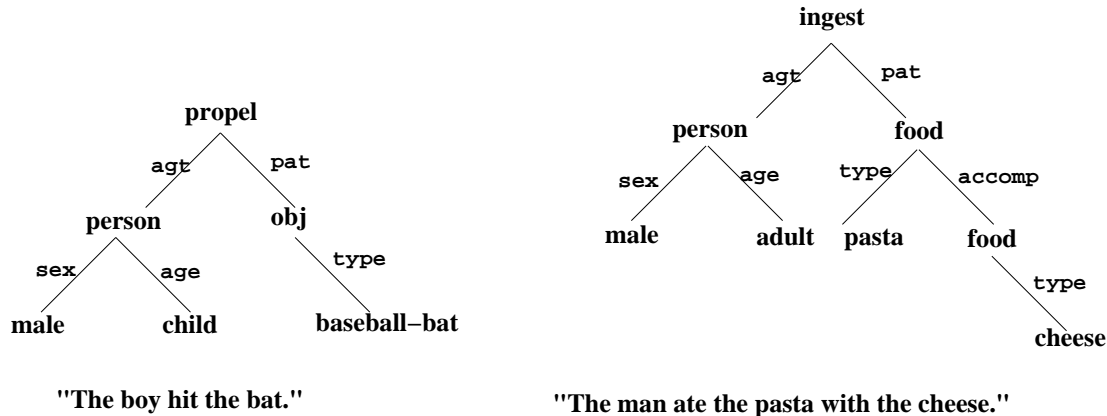 ingest
agt pat
person food
sex age type accomp
male adult pasta food
type
cheese
"The man ate the pasta with the cheese."
propel
agt pat
person obj
sex age type
male child baseball−bat
"The boy hit the bat."